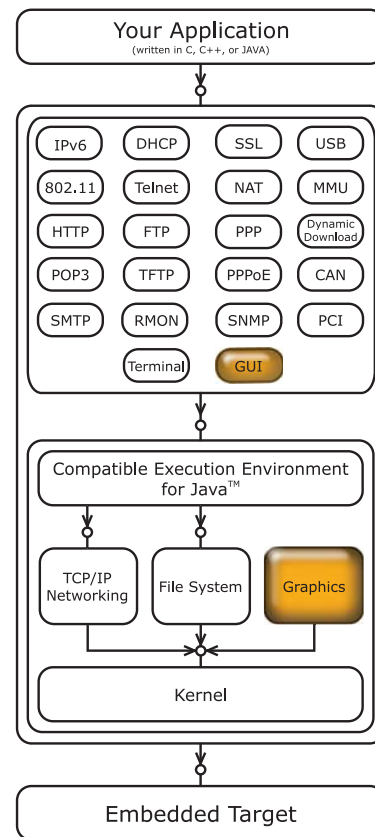 Your Application
(written in C, C++, or JAVA)
IPv6 DHCP SSL USB
802.11 Telnet NAT MMU
HTTP FTP PPP Dynamic Download
POP3 TFTP PPPoE CAN
SMTP RMON SNMP PCI
Terminal GUI
Compatible Execution Environment
for Java™
TCP/IP
Networking
File System
Graphics
Kernel
Embedded Target